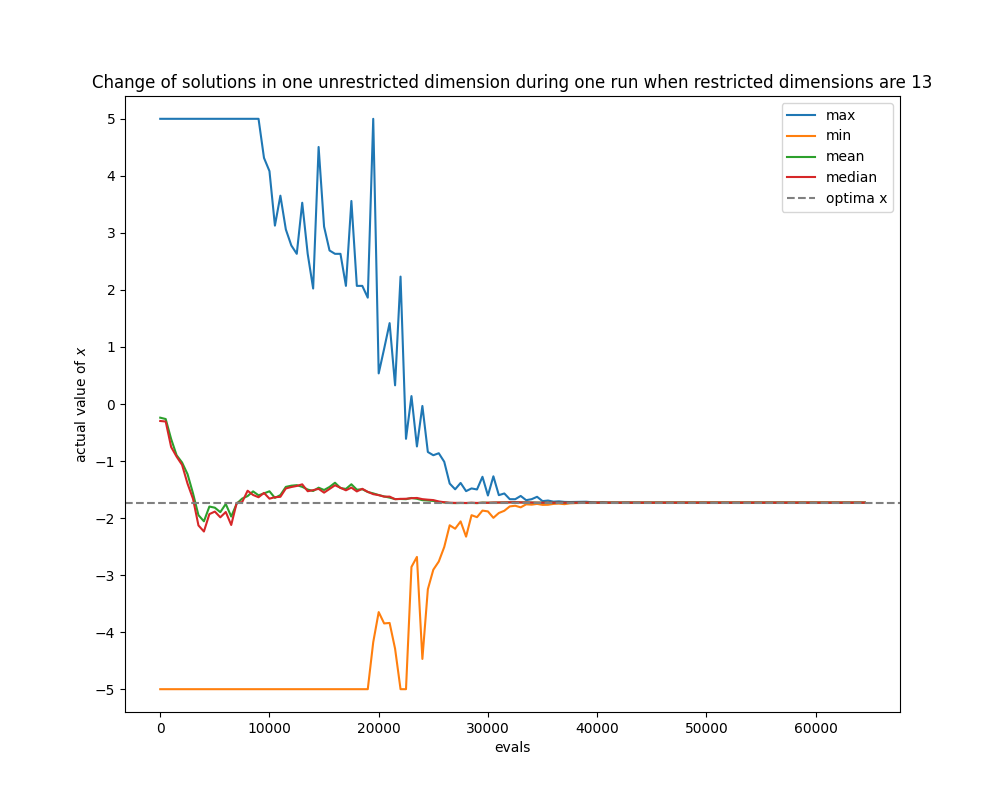 Change of solutions in one unrestricted dimension during one run when restricted dimensions are 13
max
min
mean
median
optima x
5
4
3
2
1
0
−1
−2
−3
−4
−5
actual value of x
0 10000 20000 30000 40000 50000 60000
evals